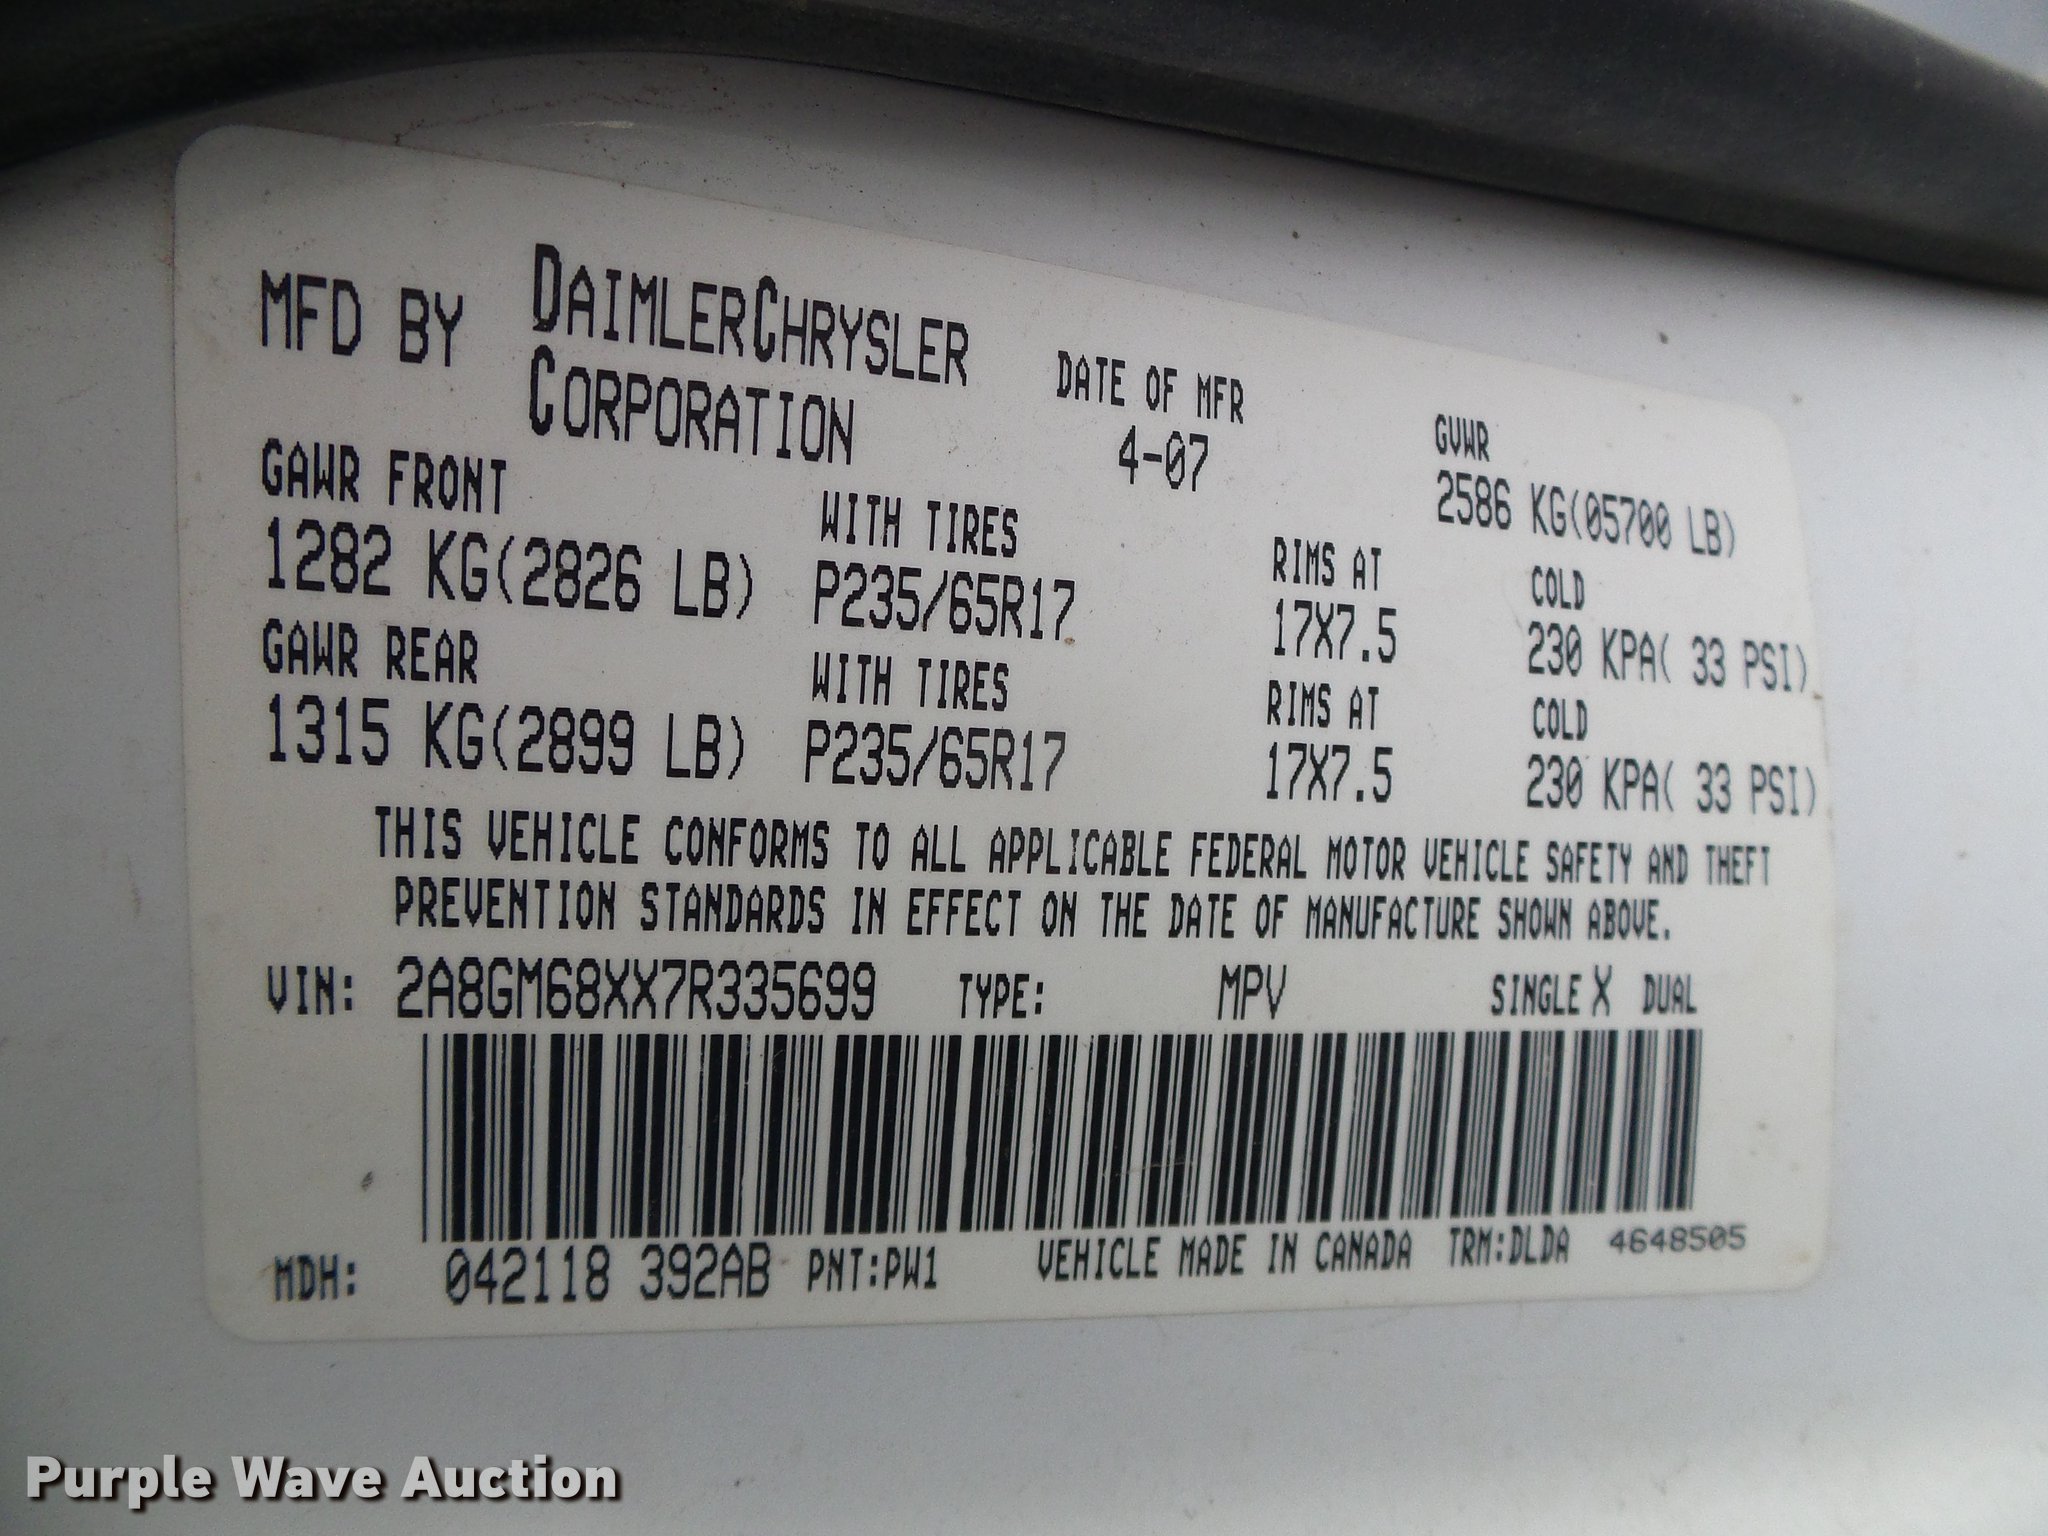 MFD BY DAIMLERCHRYSLER CORPORATION
DATE OF MFR
4-07
GVWR
2586 KG(05700 LB)
GAWR FRONT WITH TIRES RIMS AT COLD
1282 KG(2826 LB) P235/65R17 17X7.5 230 KPA( 33 PSI)
GAWR REAR WITH TIRES RIMS AT COLD
1315 KG(2899 LB) P235/65R17 17X7.5 230 KPA( 33 PSI)
THIS VEHICLE CONFORMS TO ALL APPLICABLE FEDERAL MOTOR VEHICLE SAFETY AND THEFT
PREVENTION STANDARDS IN EFFECT ON THE DATE OF MANUFACTURE SHOWN ABOVE.
VIN: 2A8GM68XX7R335699 TYPE: MPV SINGLE X DUAL
MDH: 042118 392AB PNT:PW1 VEHICLE MADE IN CANADA TRM:DLDA 4648505
Purple Wave Auction